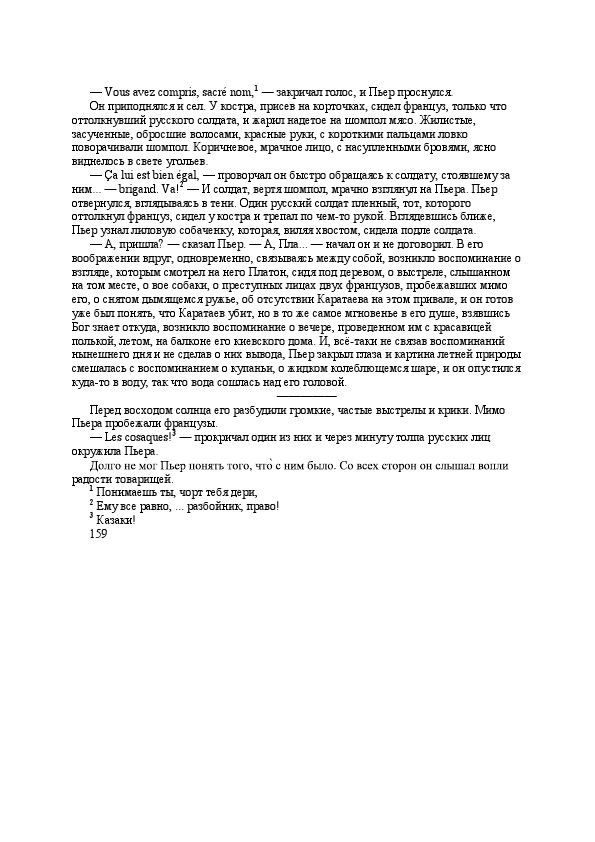 — Vous avez compris, sacré nom,¹ — закричал голос, и Пьер проснулся.
Он приподнялся и сел. У костра, присев на корточках, сидел француз, только что
оттолкнувший русского солдата, и жарил надетое на шомпол мясо. Жилистые,
засученные, обросшие волосами, красные руки, с короткими пальцами ловко
поворачивали шомпол. Коричневое, мрачное лицо, с насупленными бровями, ясно
виднелось в свете угольев.
— Ça lui est bien égal, — проворчал он быстро обращаясь к солдату, стоявшему за
ним... — brigand. Va!² — И солдат, вертя шомпол, мрачно взглянул на Пьера. Пьер
отвернулся, вглядываясь в тени. Один русский солдат пленный, тот, которого
оттолкнул француз, сидел у костра и трепал по чем-то рукой. Вглядевшись ближе,
Пьер узнал лиловую собаченку, которая, виляя хвостом, сидела подле солдата.
— А, пришла? — сказал Пьер. — А, Пла... — начал он и не договорил. В его
воображении вдруг, одновременно, связываясь между собой, возникло воспоминание о
взгляде, которым смотрел на него Платон, сидя под деревом, о выстреле, слышанном
на том месте, о вое собаки, о преступных лицах двух французов, пробежавших мимо
его, о снятом дымящемся ружье, об отсутствии Каратаева на этом привале, и он готов
уже был понять, что Каратаев убит, но в то же самое мгновенье в его душе, взявшись
Бог знает откуда, возникло воспоминание о вечере, проведенном им с красавицей
полькой, летом, на балконе его киевского дома. И, всё-таки не связав воспоминаний
нынешнего дня и не сделав о них вывода, Пьер закрыл глаза и картина летней природы
смешалась с воспоминанием о купаньи, о жидком колеблющемся шаре, и он опустился
куда-то в воду, так что вода сошлась над его головой.
Перед восходом солнца его разбудили громкие, частые выстрелы и крики. Мимо
Пьера пробежали французы.
— Les cosaques!³ — прокричал один из них и через минуту толпа русских лиц
окружила Пьера.
Долго не мог Пьер понять того, что̀ с ним было. Со всех сторон он слышал вопли
радости товарищей.
¹ Понимаешь ты, чорт тебя дери,
² Ему все равно, ... разбойник, право!
³ Казаки!
159